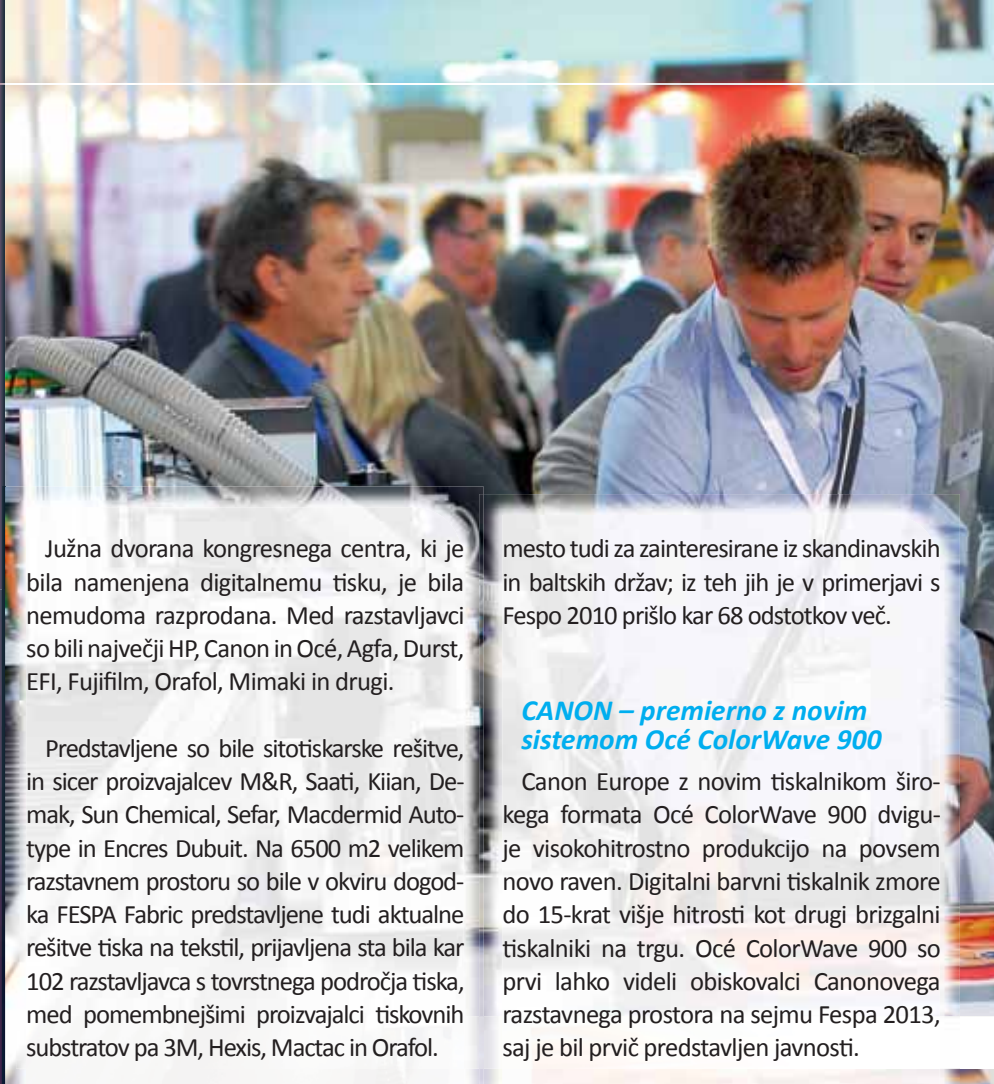 Južna dvorana kongresnega centra, ki je
bila namenjena digitalnemu tisku, je bila
nemudoma razprodana. Med razstavljavci
so bili največji HP, Canon in Océ, Agfa, Durst,
EFI, Fujifilm, Orafol, Mimaki in drugi.
Predstavljene so bile sitotiskarske rešitve,
in sicer proizvajalcev M&R, Saati, Kiian, De-
mak, Sun Chemical, Sefar, Macdermid Auto-
type in Encres Dubuit. Na 6500 m2 velikem
razstavnem prostoru so bile v okviru dogod-
ka FESPA Fabric predstavljene tudi aktualne
rešitve tiska na tekstil, prijavljena sta bila kar
102 razstavljavca s tovrstnega področja tiska,
med pomembnejšimi proizvajalci tiskovnih
substratov pa 3M, Hexis, Mactac in Orafol.
mesto tudi za zainteresirane iz skandinavskih
in baltskih držav; iz teh jih je v primerjavi s
Fespo 2010 prišlo kar 68 odstotkov več.
CANON – premierno z novim
sistemom Océ ColorWave 900
Canon Europe z novim tiskalnikom širo-
kega formata Océ ColorWave 900 dvigu-
je visokohitrostno produkcijo na povsem
novo raven. Digitalni barvni tiskalnik zmore
do 15-krat višje hitrosti kot drugi brizgalni
tiskalniki na trgu. Océ ColorWave 900 so
prvi lahko videli obiskovalci Canonovega
razstavnega prostora na sejmu Fespa 2013,
saj je bil prvič predstavljen javnosti.